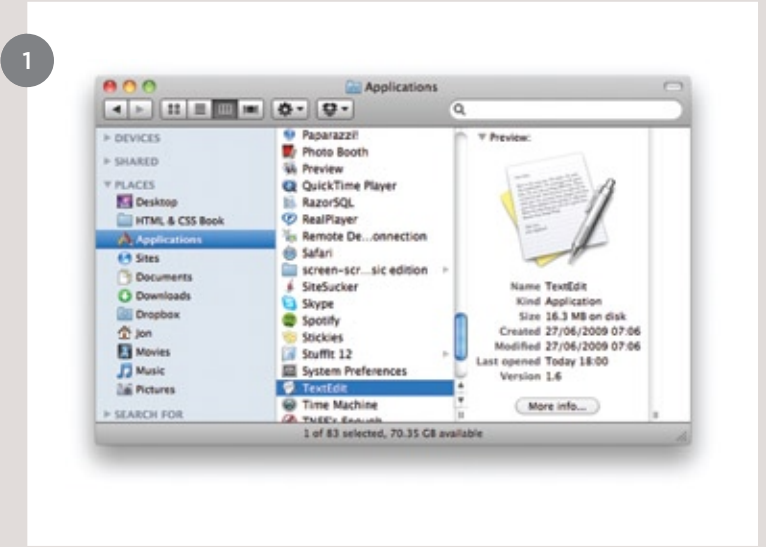 1
Applications
DEVICES
SHARED
PLACES
Desktop
HTML & CSS Book
Applications
Sites
Documents
Downloads
Dropbox
Jon
Movies
Music
Pictures
SEARCH FOR
Paparazzi!
Photo Booth
Preview
QuickTime Player
RazorSQL
RealPlayer
Remote De...onnection
Safari
screen-scr...sic edition
SiteSucker
Skype
Spotify
Stickies
StuffIt 12
System Preferences
TextEdit
Time Machine
TNEF's Enough
Preview:
Name TextEdit
Kind Application
Size 16.3 MB on disk
Created 27/06/2009 07:06
Modified 27/06/2009 07:06
Last opened Today 18:00
Version 1.6
More info...
1 of 83 selected, 70.35 GB available